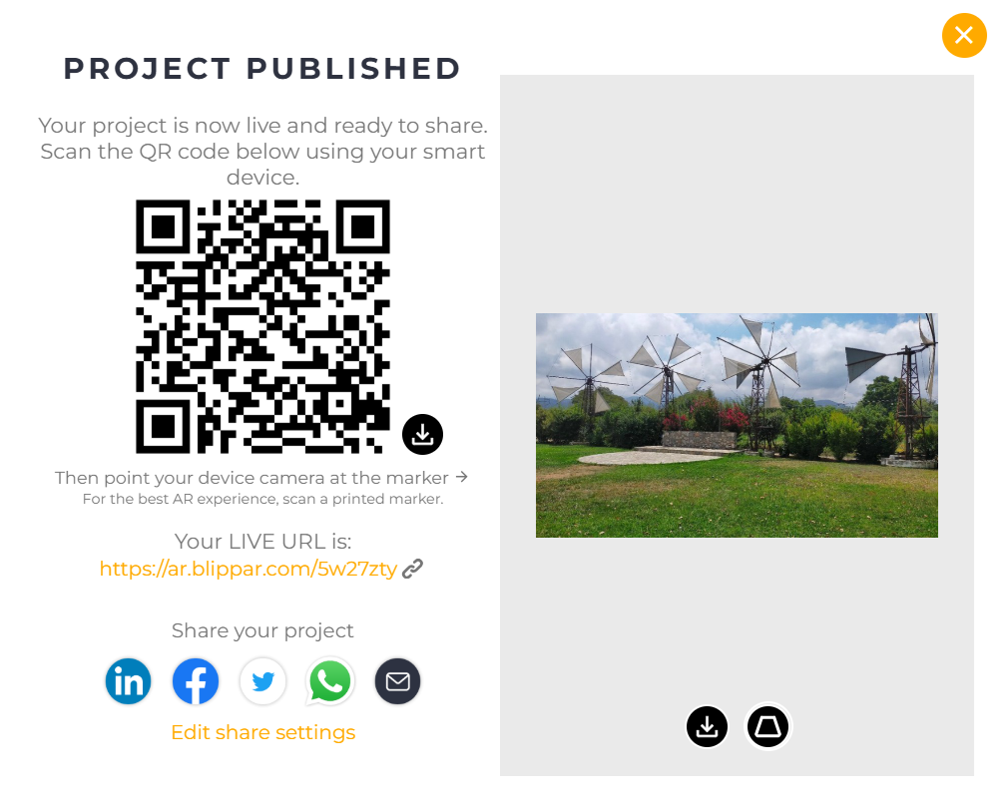 PROJECT PUBLISHED
Your project is now live and ready to share.
Scan the QR code below using your smart
device.
Then point your device camera at the marker →
For the best AR experience, scan a printed marker.
Your LIVE URL is:
https://ar.blippar.com/5w27zty
Share your project
in
Edit share settings